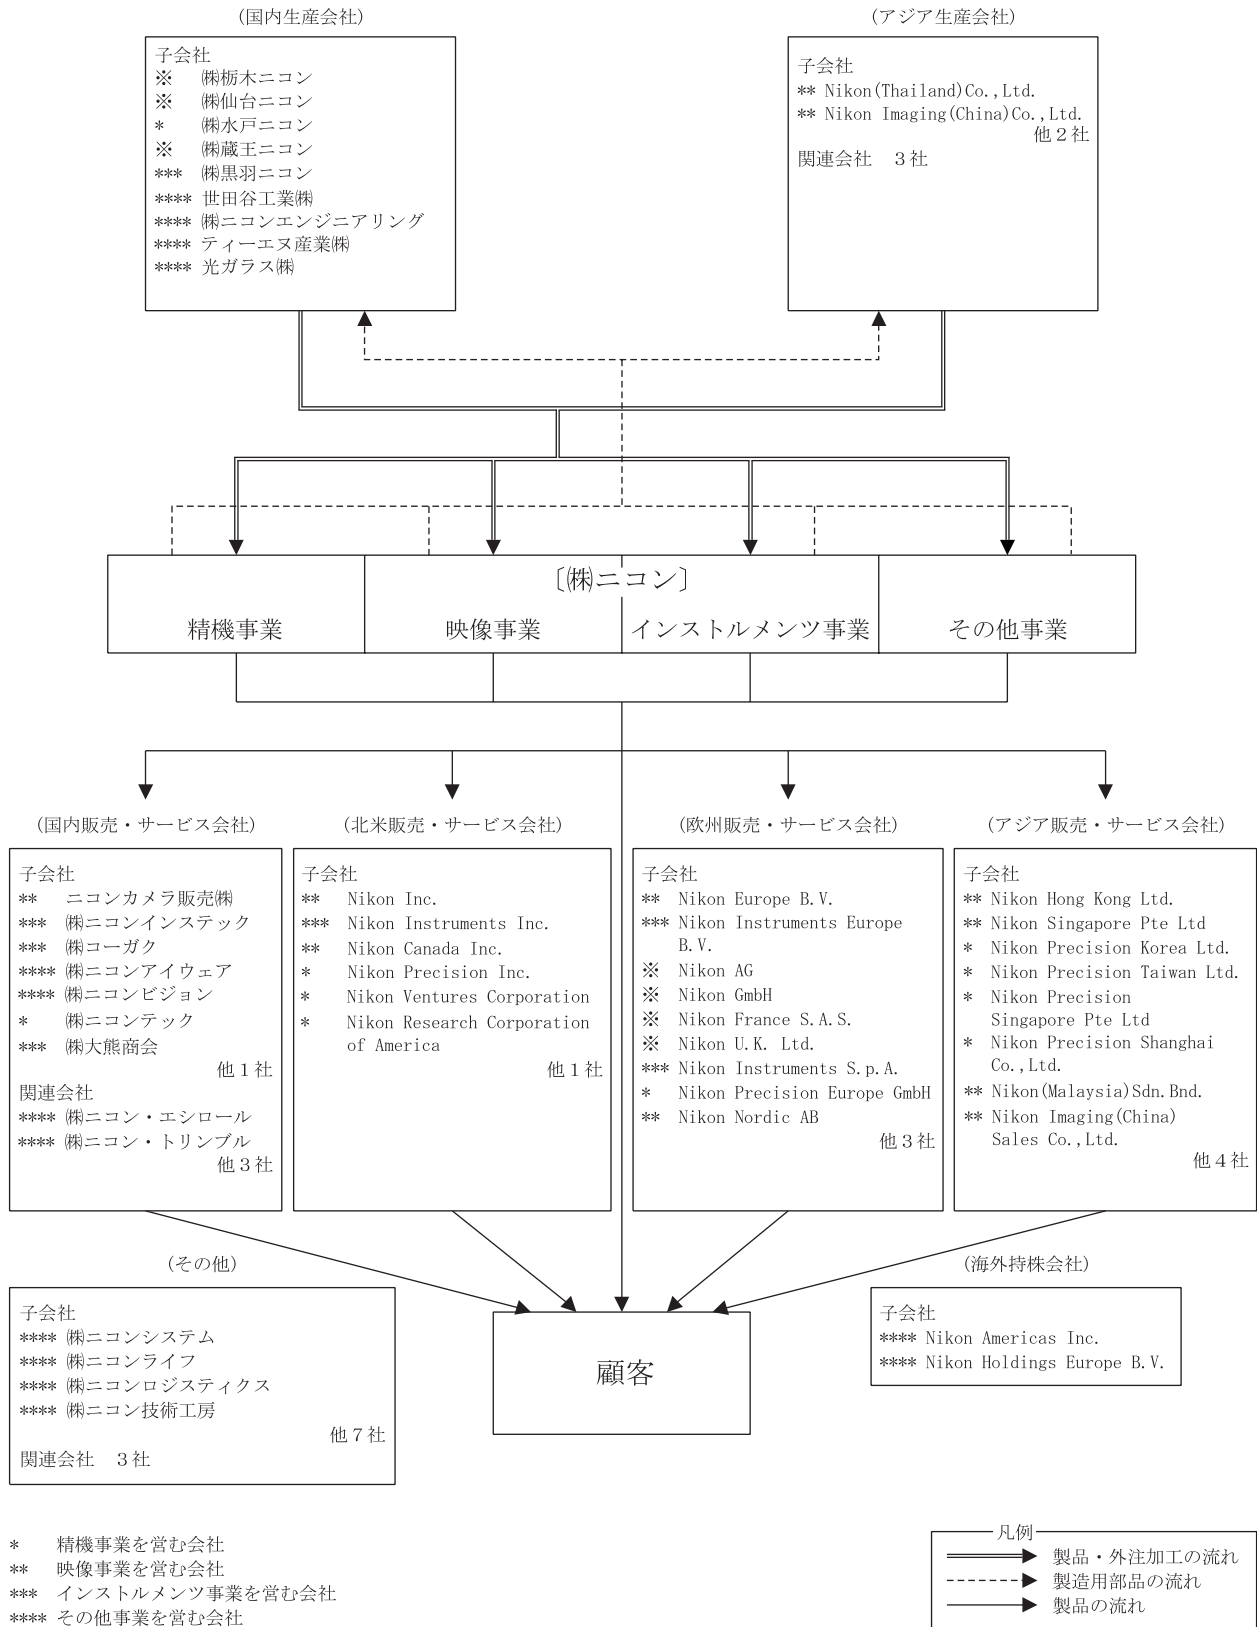 (国内生産会社)
子会社
※ ㈱栃木ニコン
※ ㈱仙台ニコン
* ㈱水戸ニコン
※ ㈱蔵王ニコン
*** ㈱黒羽ニコン
**** 世田谷工業㈱
**** ㈱ニコンエンジニアリング
**** ティーエヌ産業㈱
**** 光ガラス㈱
(アジア生産会社)
子会社
** Nikon(Thailand)Co.,Ltd.
** Nikon Imaging(China)Co.,Ltd.
他2社
関連会社 3社
〔㈱ニコン〕
精機事業
映像事業
インストルメンツ事業
その他事業
(国内販売・サービス会社)
子会社
** ニコンカメラ販売㈱
*** ㈱ニコンインステック
*** ㈱コーガク
**** ㈱ニコンアイウェア
**** ㈱ニコンビジョン
* ㈱ニコンテック
*** ㈱大熊商会
他1社
関連会社
**** ㈱ニコン・エシロール
**** ㈱ニコン・トリンブル
他3社
(北米販売・サービス会社)
子会社
** Nikon Inc.
*** Nikon Instruments Inc.
** Nikon Canada Inc.
* Nikon Precision Inc.
* Nikon Ventures Corporation
* Nikon Research Corporation
of America
他1社
(欧州販売・サービス会社)
子会社
** Nikon Europe B.V.
*** Nikon Instruments Europe
B.V.
※ Nikon AG
※ Nikon GmbH
※ Nikon France S.A.S.
※ Nikon U.K. Ltd.
*** Nikon Instruments S.p.A.
* Nikon Precision Europe GmbH
** Nikon Nordic AB
他3社
(アジア販売・サービス会社)
子会社
** Nikon Hong Kong Ltd.
** Nikon Singapore Pte Ltd
* Nikon Precision Korea Ltd.
* Nikon Precision Taiwan Ltd.
* Nikon Precision
Singapore Pte Ltd
* Nikon Precision Shanghai
Co.,Ltd.
** Nikon(Malaysia)Sdn.Bnd.
** Nikon Imaging(China)
Sales Co.,Ltd.
他4社
(その他)
子会社
**** ㈱ニコンシステム
**** ㈱ニコンライフ
**** ㈱ニコンロジスティクス
**** ㈱ニコン技術工房
他7社
関連会社 3社
顧客
(海外持株会社)
子会社
**** Nikon Americas Inc.
**** Nikon Holdings Europe B.V.
* 精機事業を営む会社
** 映像事業を営む会社
*** インストルメンツ事業を営む会社
**** その他事業を営む会社
凡例
製品・外注加工の流れ
製造用部品の流れ
製品の流れ